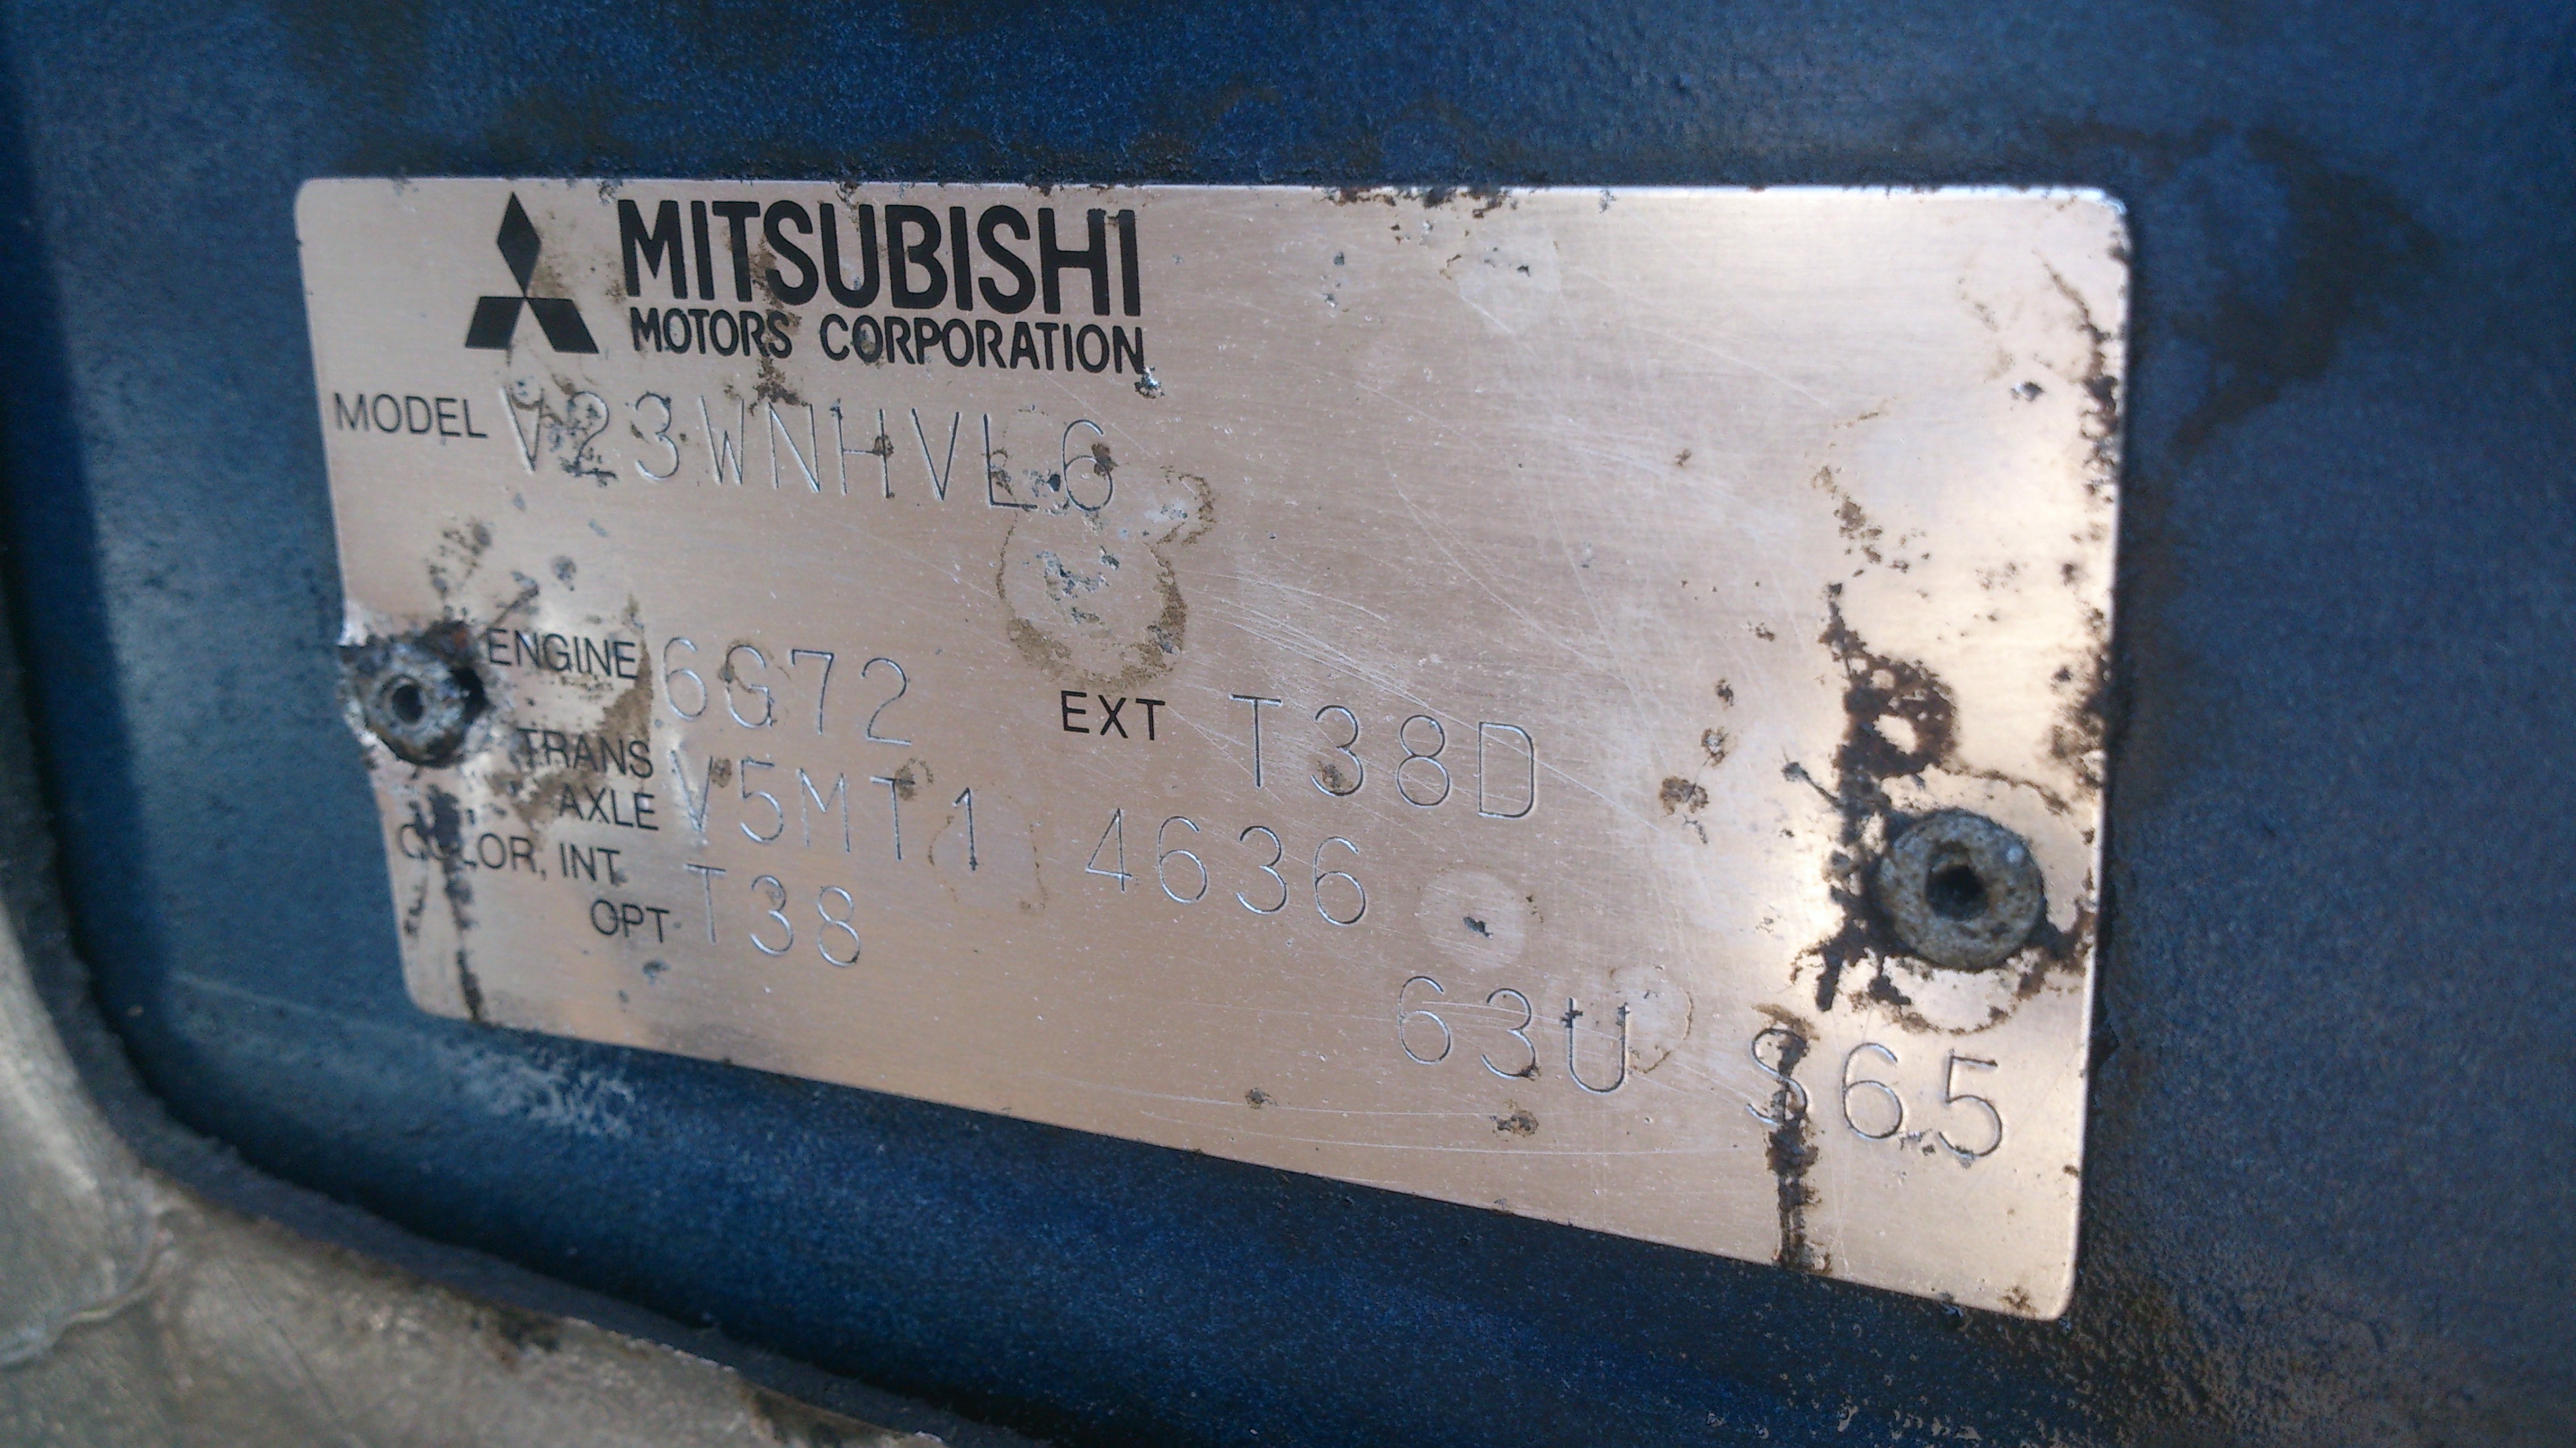 MITSUBISHI
MOTORS CORPORATION
MODEL V23WNHVL6
ENGINE 6G72 EXT T38D
TRANS
AXLE V5MT1 4636
COLOR, INT T38 63U S65
OPT